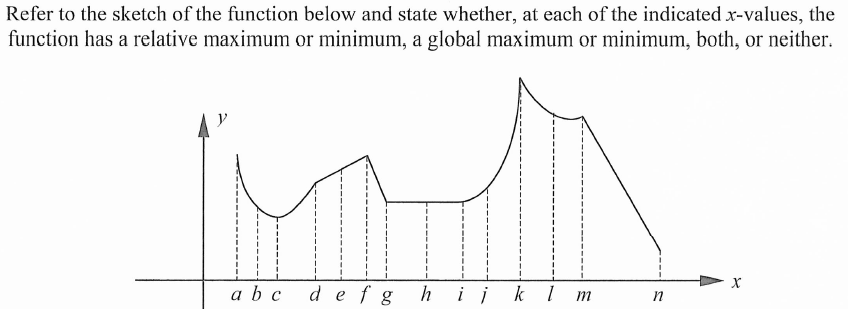 Refer to the sketch of the function below and state whether, at each of the indicated x-values, the
function has a relative maximum or minimum, a global maximum or minimum, both, or neither.
y
x
a b c d e f g h i j k l m n